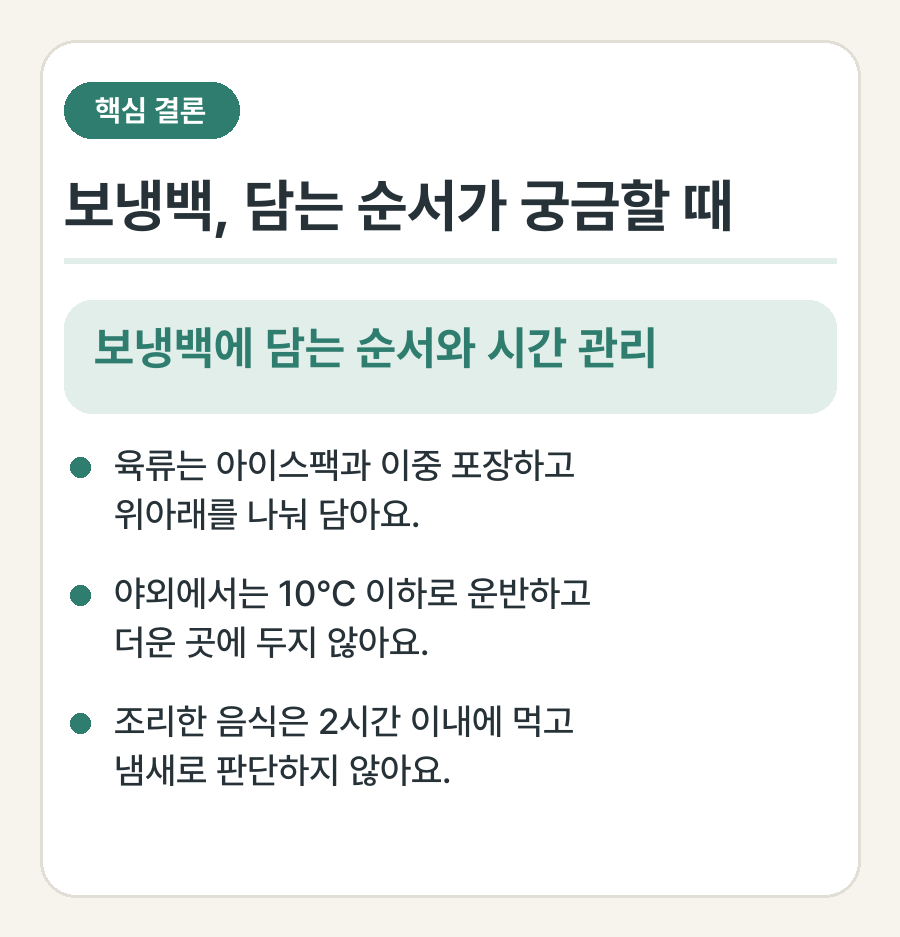 핵심 결론
보냉백, 담는 순서가 궁금할 때
보냉백에 담는 순서와 시간 관리
육류는 아이스팩과 이중 포장하고
위아래를 나눠 담아요.
야외에서는 10°C 이하로 운반하고
더운 곳에 두지 않아요.
조리한 음식은 2시간 이내에 먹고
냄새로 판단하지 않아요.